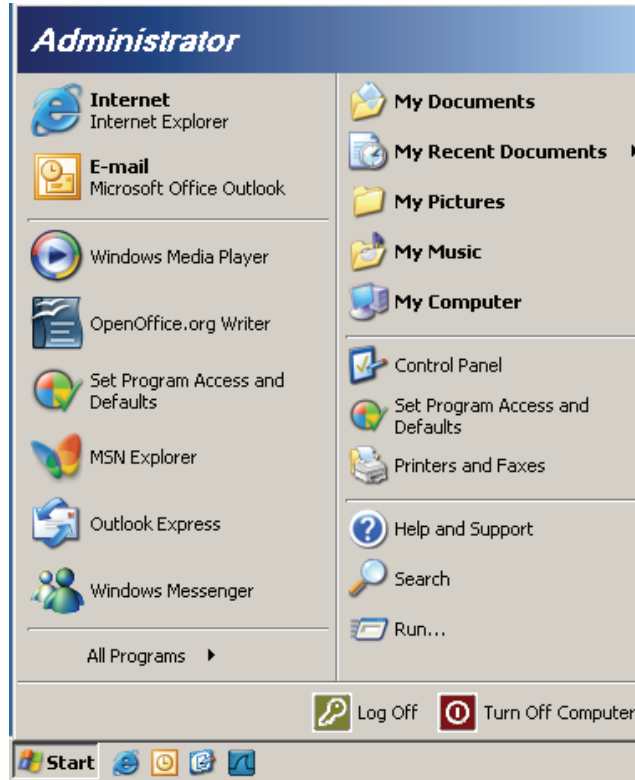 Administrator
Internet
Internet Explorer
E-mail
Microsoft Office Outlook
Windows Media Player
OpenOffice.org Writer
Set Program Access and
Defaults
MSN Explorer
Outlook Express
Windows Messenger
All Programs
My Documents
My Recent Documents
My Pictures
My Music
My Computer
Control Panel
Set Program Access and
Defaults
Printers and Faxes
Help and Support
Search
Run...
Log Off
Turn Off Computer
Start